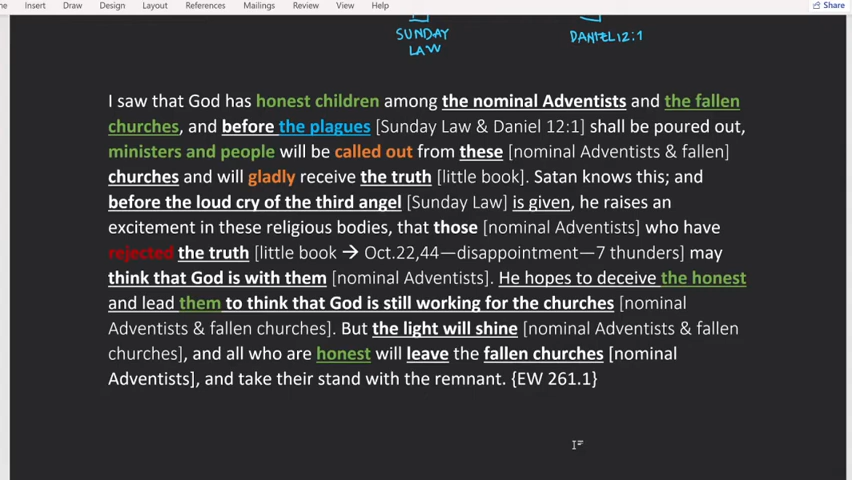 ne Insert Draw Design Layout References Mailings Review View Help Share
SUNDAY
LAW
DANIEL 12:1
I saw that God has honest children among the nominal Adventists and the fallen
churches, and before the plagues [Sunday Law & Daniel 12:1] shall be poured out,
ministers and people will be called out from these [nominal Adventists & fallen]
churches and will gladly receive the truth [little book]. Satan knows this; and
before the loud cry of the third angel [Sunday Law] is given, he raises an
excitement in these religious bodies, that those [nominal Adventists] who have
rejected the truth [little book → Oct.22,44—disappointment—7 thunders] may
think that God is with them [nominal Adventists]. He hopes to deceive the honest
and lead them to think that God is still working for the churches [nominal
Adventists & fallen churches]. But the light will shine [nominal Adventists & fallen
churches], and all who are honest will leave the fallen churches [nominal
Adventists], and take their stand with the remnant. {EW 261.1}